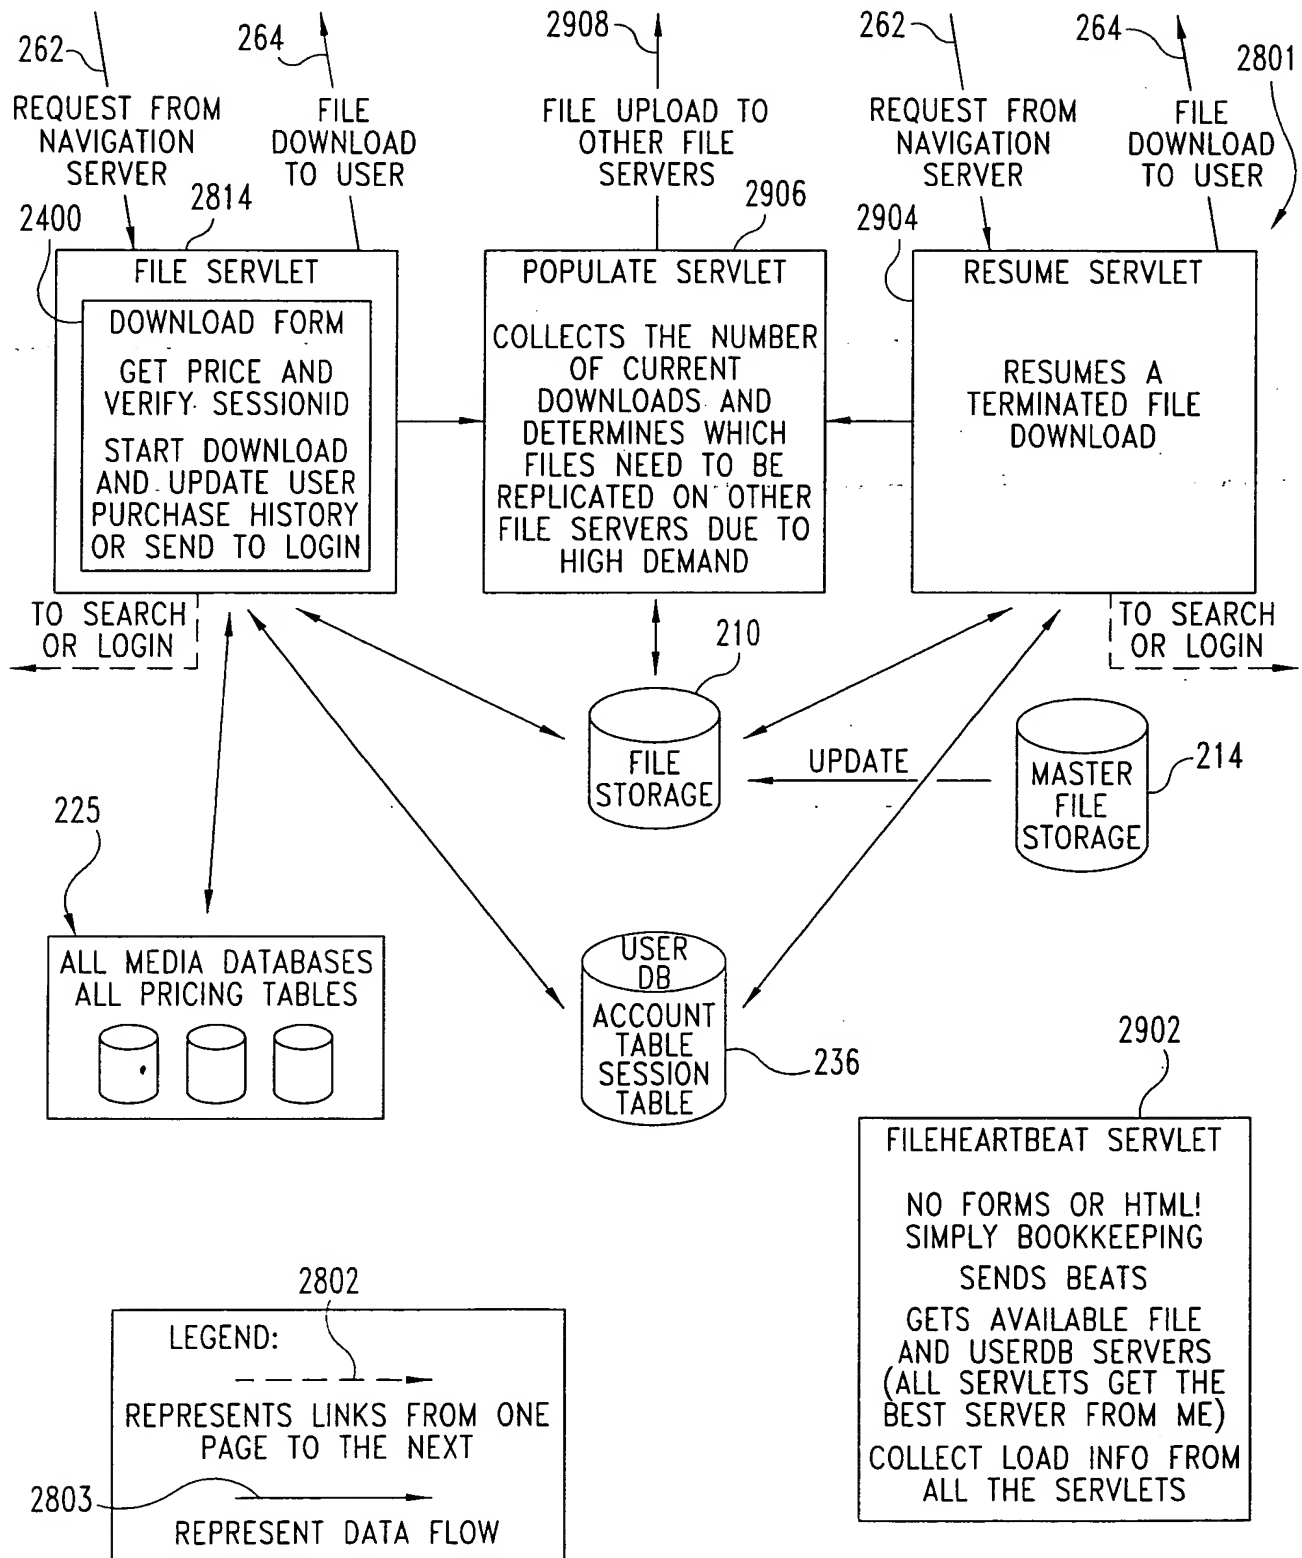 262
264
2908
262
264
2801
REQUEST FROM
NAVIGATION
SERVER
FILE
DOWNLOAD
TO USER
FILE UPLOAD TO
OTHER FILE
SERVERS
REQUEST FROM
NAVIGATION
SERVER
FILE
DOWNLOAD
TO USER
2400
2814
2906
2904
FILE SERVLET
DOWNLOAD FORM
GET PRICE AND
VERIFY SESSIONID
START DOWNLOAD
AND UPDATE USER
PURCHASE HISTORY
OR SEND TO LOGIN
POPULATE SERVLET
COLLECTS THE NUMBER
OF CURRENT
DOWNLOADS AND
DETERMINES WHICH
FILES NEED TO BE
REPLICATED ON OTHER
FILE SERVERS DUE TO
HIGH DEMAND
RESUME SERVLET
RESUMES A
TERMINATED FILE
DOWNLOAD
TO SEARCH
OR LOGIN
TO SEARCH
OR LOGIN
210
FILE
STORAGE
UPDATE
MASTER
FILE
STORAGE
214
225
ALL MEDIA DATABASES
ALL PRICING TABLES
USER
DB
ACCOUNT
TABLE
SESSION
TABLE
236
2902
FILEHEARTBEAT SERVLET
NO FORMS OR HTML!
SIMPLY BOOKKEEPING
SENDS BEATS
GETS AVAILABLE FILE
AND USERDB SERVERS
(ALL SERVLETS GET THE
BEST SERVER FROM ME)
COLLECT LOAD INFO FROM
ALL THE SERVLETS
2802
LEGEND:
REPRESENTS LINKS FROM ONE
PAGE TO THE NEXT
2803
REPRESENT DATA FLOW